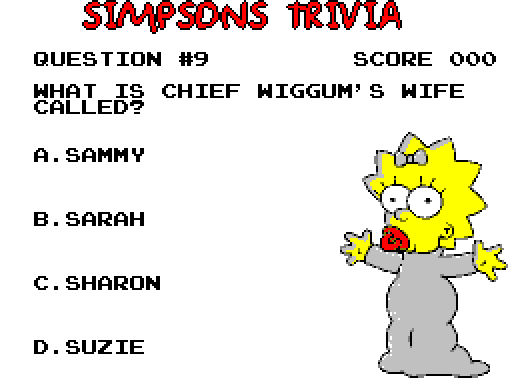 SIMPSONS TRIVIA
QUESTION #9 SCORE 000
WHAT IS CHIEF WIGGUM'S WIFE
CALLED?
A.SAMMY
B.SARAH
C.SHARON
D.SUZIE